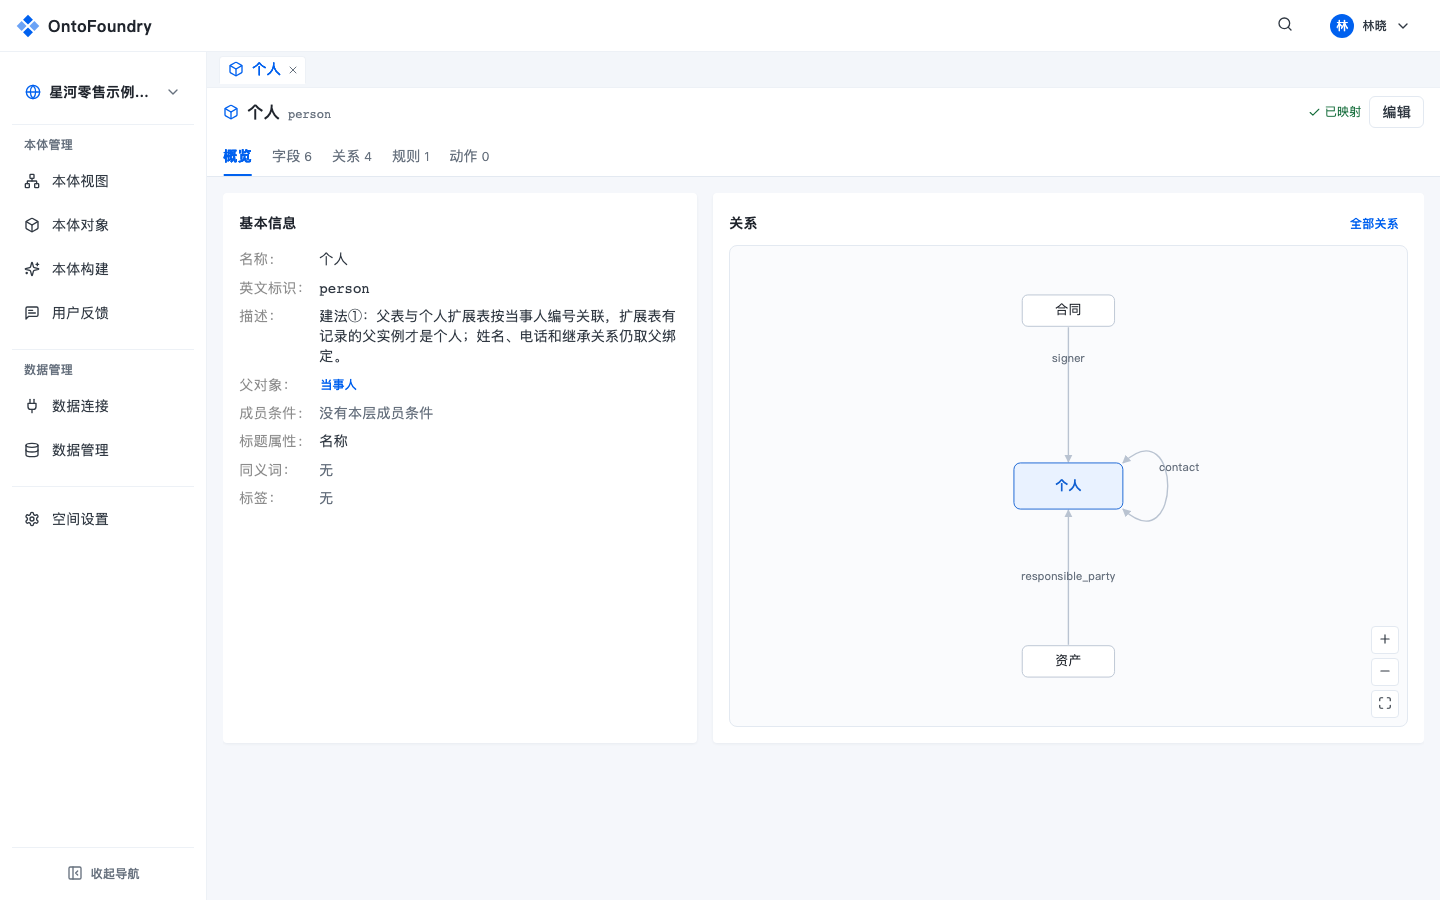 OntoFoundry
林 林晓
星河零售示例...
本体管理
本体视图
本体对象
本体构建
用户反馈
数据管理
数据连接
数据管理
空间设置
收起导航
个人
个人 person
已映射 编辑
概览 字段 6 关系 4 规则 1 动作 0
基本信息
名称： 个人
英文标识： person
描述： 建法①：父表与个人扩展表按当事人编号关联，扩展表有
记录的父实例才是个人；姓名、电话和继承关系仍取父绑
定。
父对象： 当事人
成员条件： 没有本层成员条件
标题属性： 名称
同义词： 无
标签： 无
关系 全部关系
合同
signer
个人
contact
responsible_party
资产